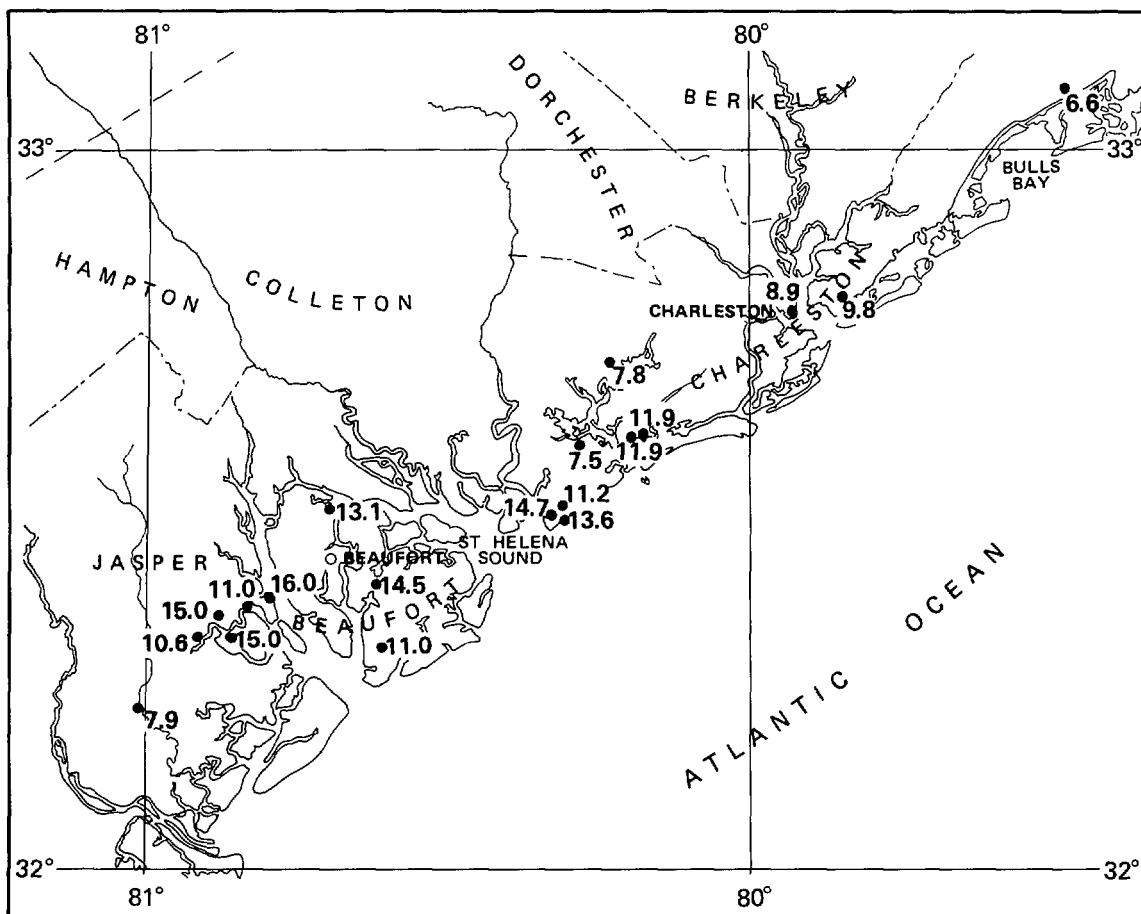 81°
80°
DORCHESTER
BERKELEY
6.6
33°
33°
BULLS
BAY
HAMPTON
COLLETON
8.9
CHARLESTON
9.8
CHARLESTON
7.8
11.9
11.9
7.5
11.2
14.7
13.6
13.1
ST HELENA
SOUND
JASPER
BEAUFORT
14.5
16.0
11.0
15.0
BEAUFORT
10.6
15.0
11.0
7.9
ATLANTIC OCEAN
32°
32°
81°
80°